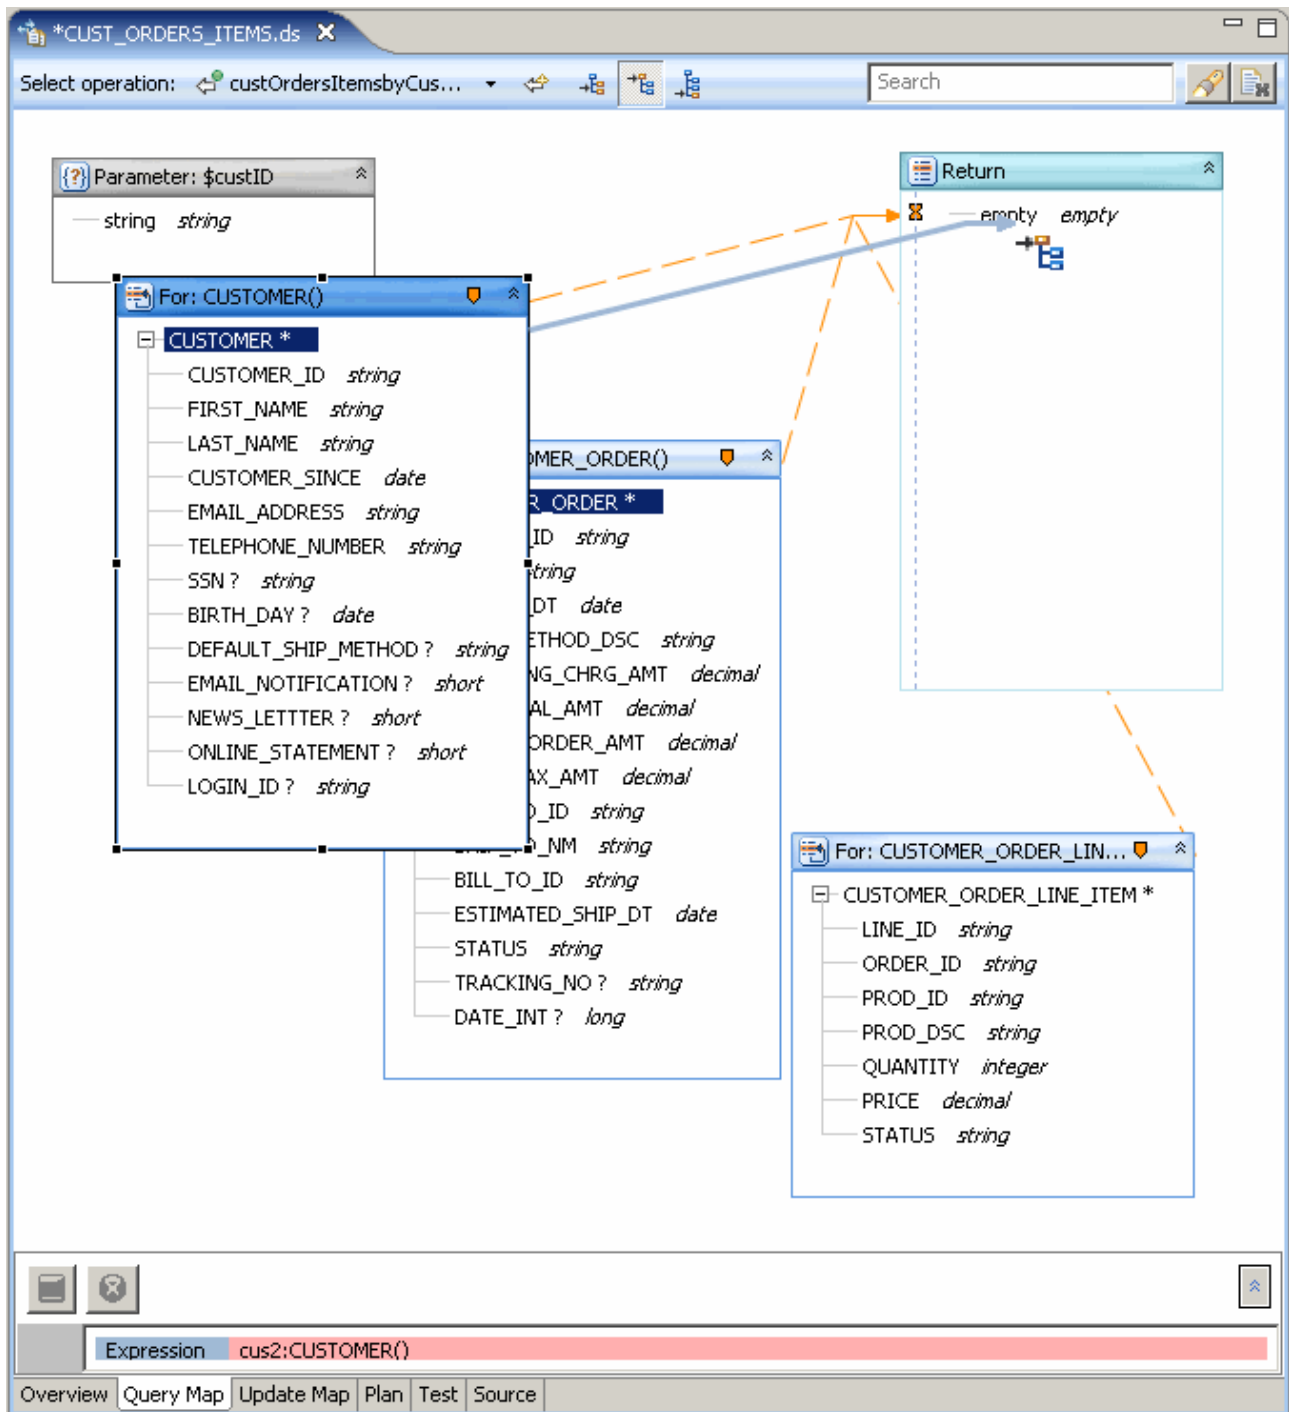 *CUST_ORDERS_ITEMS.ds
Select operation: custOrdersItemsbyCus... Search
Parameter: $custID
string string
Return
empty empty
For: CUSTOMER()
CUSTOMER *
CUSTOMER_ID string
FIRST_NAME string
LAST_NAME string
CUSTOMER_SINCE date
EMAIL_ADDRESS string
TELEPHONE_NUMBER string
SSN ? string
BIRTH_DAY ? date
DEFAULT_SHIP_METHOD ? string
EMAIL_NOTIFICATION ? short
NEWS_LETTTER ? short
ONLINE_STATEMENT ? short
LOGIN_ID ? string
OMER_ORDER()
R_ORDER *
_ID string
string
_DT date
ETHOD_DSC string
NG_CHRG_AMT decimal
AL_AMT decimal
ORDER_AMT decimal
AX_AMT decimal
O_ID string
_NM string
BILL_TO_ID string
ESTIMATED_SHIP_DT date
STATUS string
TRACKING_NO ? string
DATE_INT ? long
For: CUSTOMER_ORDER_LIN...
CUSTOMER_ORDER_LINE_ITEM *
LINE_ID string
ORDER_ID string
PROD_ID string
PROD_DSC string
QUANTITY integer
PRICE decimal
STATUS string
Expression cus2:CUSTOMER()
Overview Query Map Update Map Plan Test Source